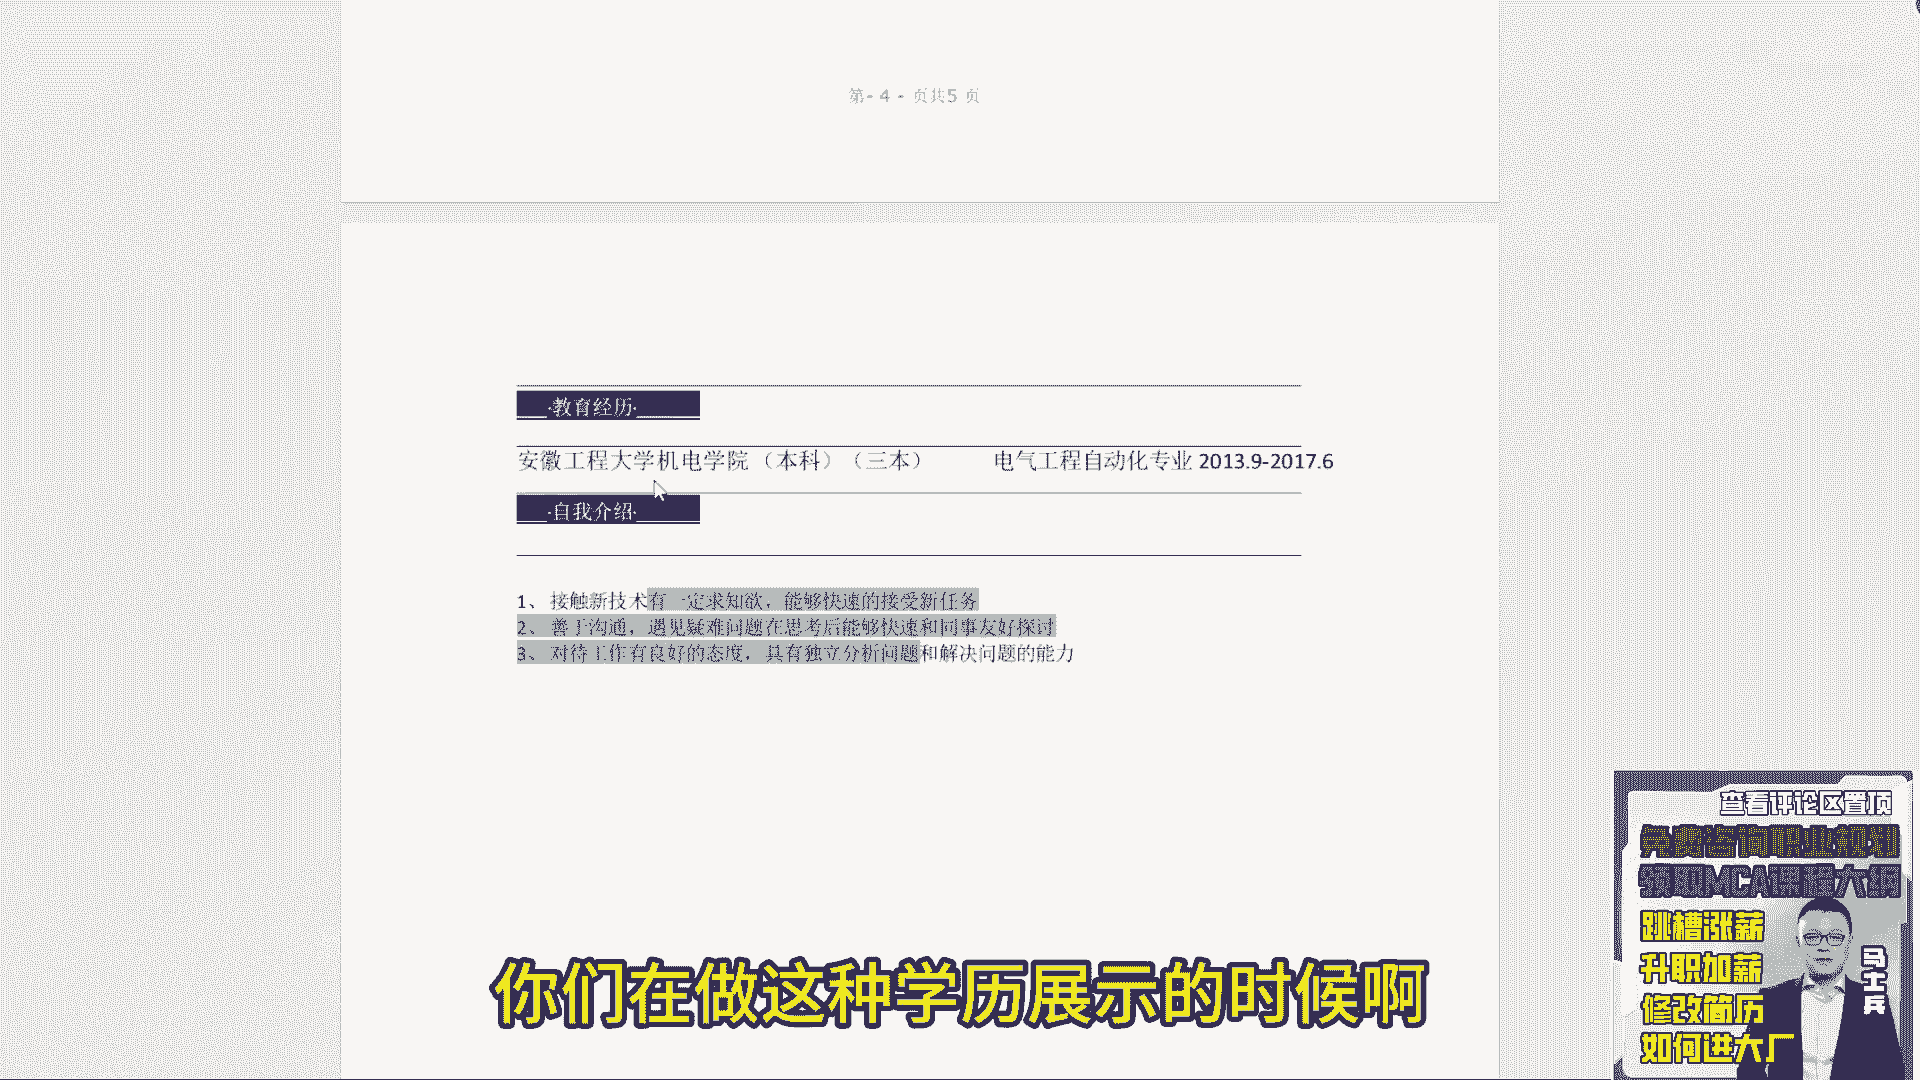 第- 4 - 页共5 页
·教育经历·
安徽工程大学机电学院（本科）（三本） 电气工程自动化专业 2013.9-2017.6
·自我介绍·
1、 接触新技术有一定求知欲，能够快速的接受新任务
2、 善于沟通，遇见疑难问题在思考后能够快速和同事友好探讨
3、 对待工作有良好的态度，具有独立分析问题和解决问题的能力
查看评论区置顶
免费咨询职业规划
领取MCA课程大纲
跳槽涨薪
升职加薪
修改简历
如何进大厂
马士兵
你们在做这种学历展示的时候啊